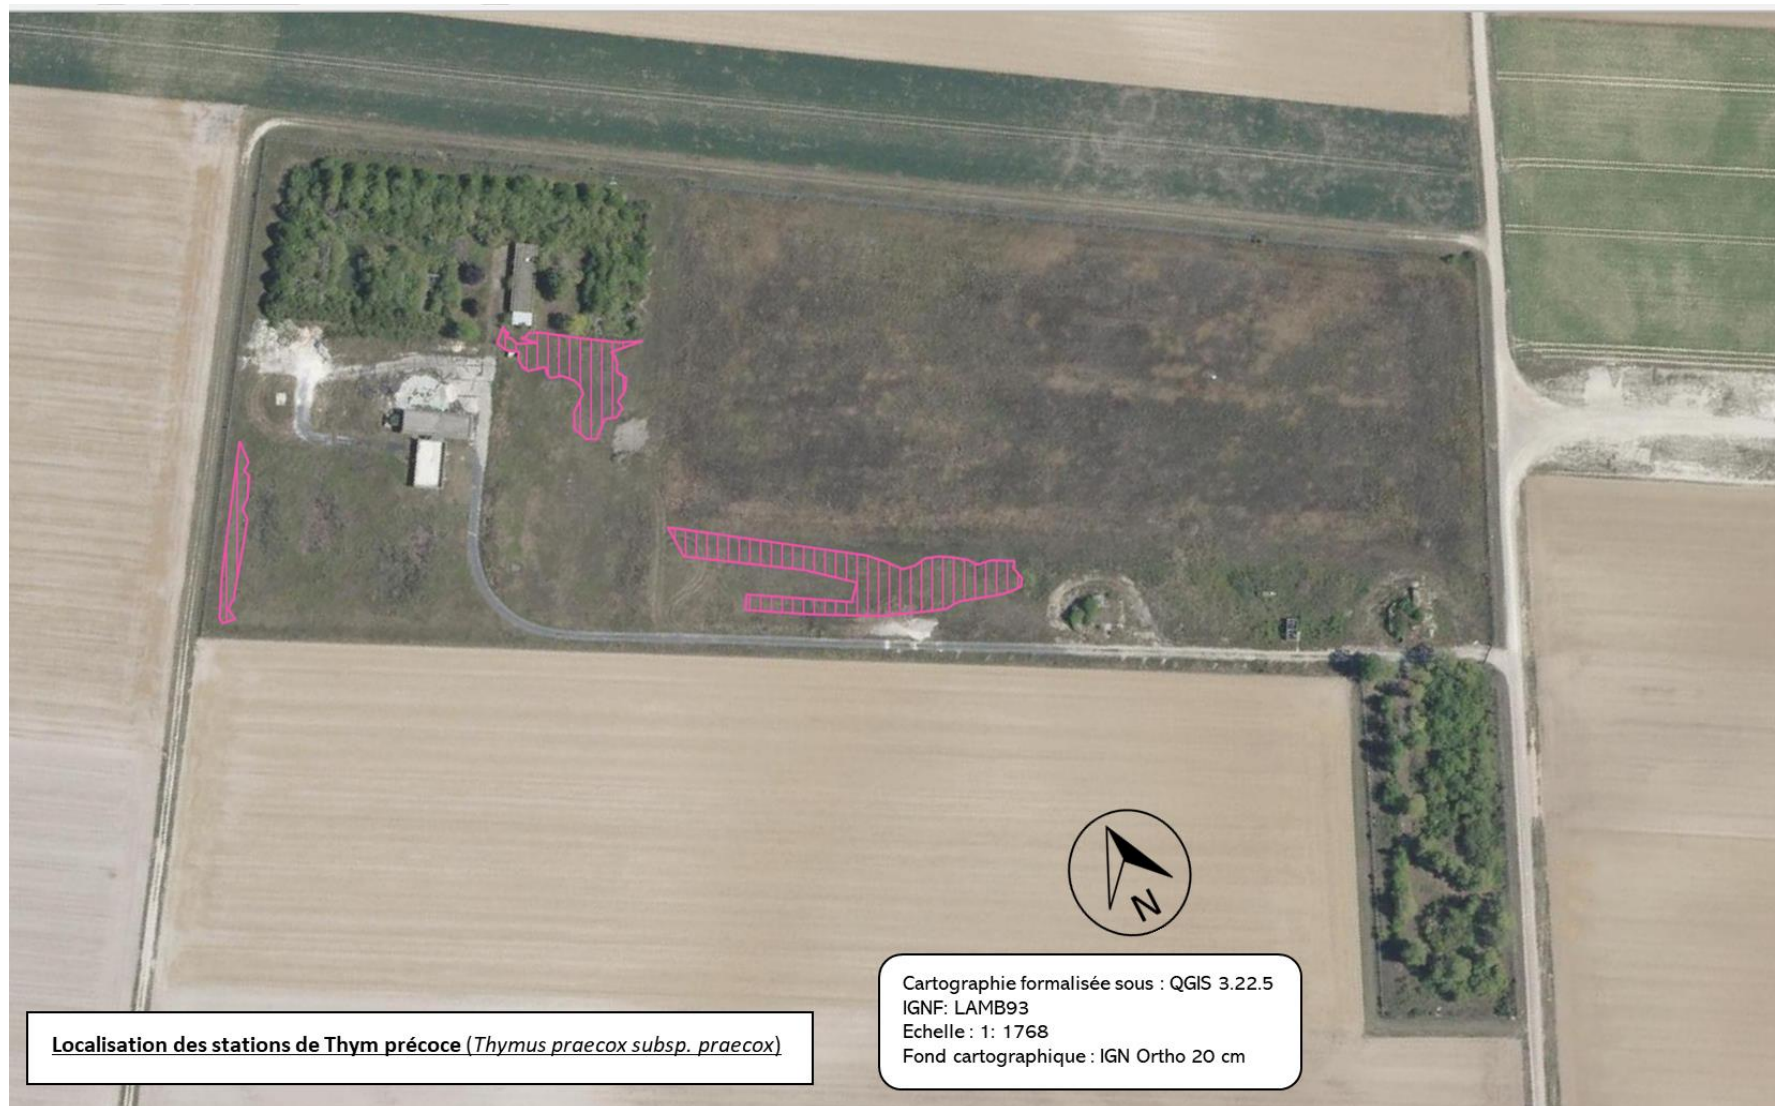 N
Cartographie formalisée sous : QGIS 3.22.5
IGNF: LAMB93
Echelle : 1: 1768
Fond cartographique : IGN Ortho 20 cm
Localisation des stations de Thym précoce (Thymus praecox subsp. praecox)